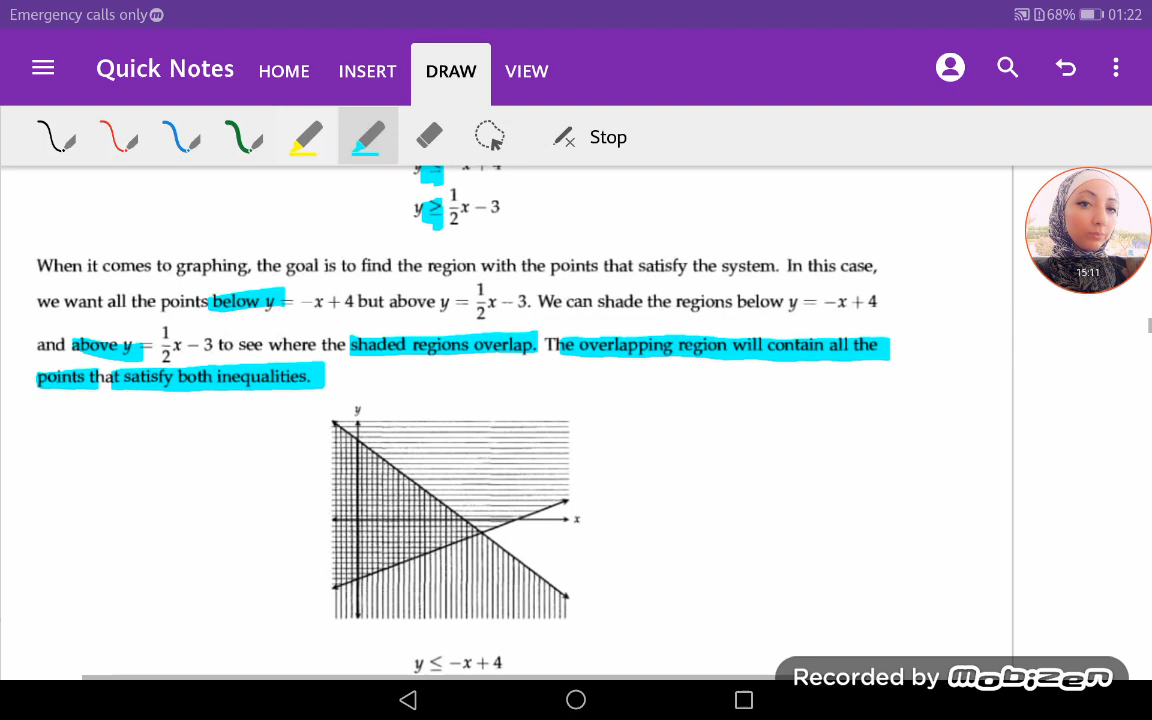 Emergency calls only m
68% 01:22
Quick Notes HOME INSERT DRAW VIEW
Stop
y ≥ 1/2 x − 3
15:11
When it comes to graphing, the goal is to find the region with the points that satisfy the system. In this case,
we want all the points below y = −x + 4 but above y = 1/2 x − 3. We can shade the regions below y = −x + 4
and above y = 1/2 x − 3 to see where the shaded regions overlap. The overlapping region will contain all the
points that satisfy both inequalities.
y
x
y ≤ −x + 4
Recorded by mobizen